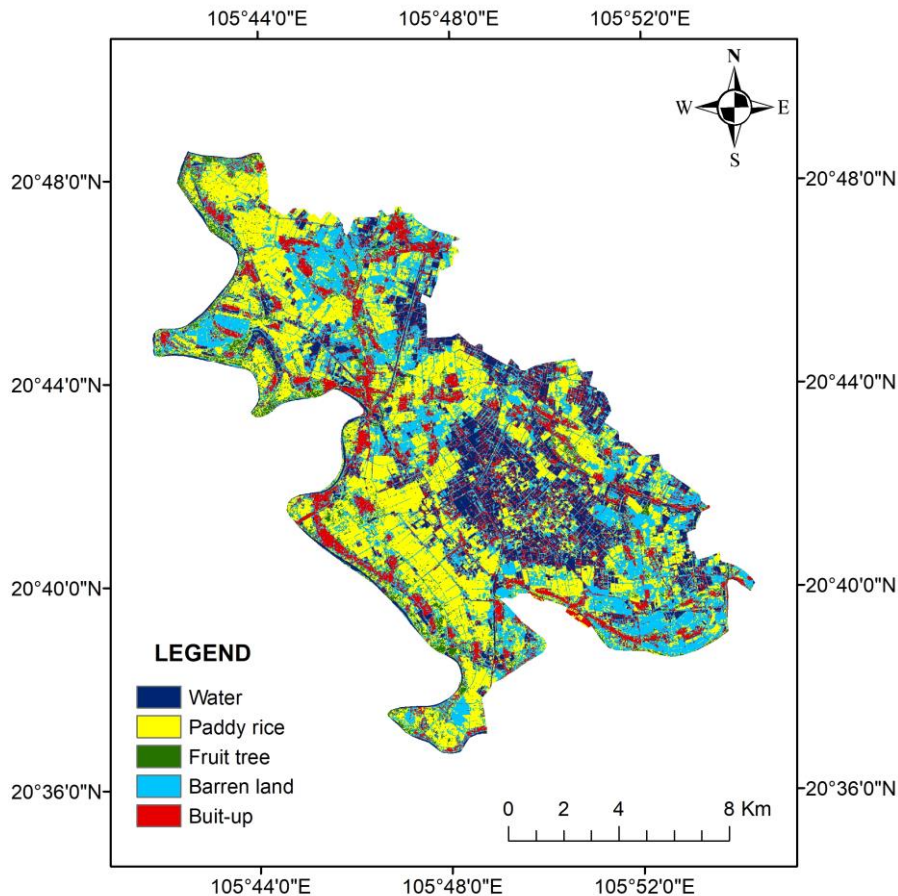 105°44'0"E 105°48'0"E 105°52'0"E
N
W E
S
20°48'0"N 20°48'0"N
20°44'0"N 20°44'0"N
20°40'0"N 20°40'0"N
LEGEND
Water
Paddy rice
Fruit tree
Barren land
Buit-up
20°36'0"N 20°36'0"N
0 2 4 8 Km
105°44'0"E 105°48'0"E 105°52'0"E